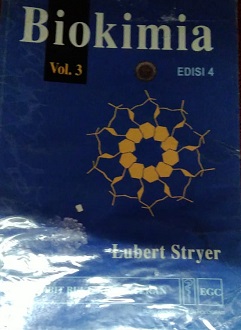 Biokimia
Vol. 3
EDISI 4
Lubert Stryer
EGC